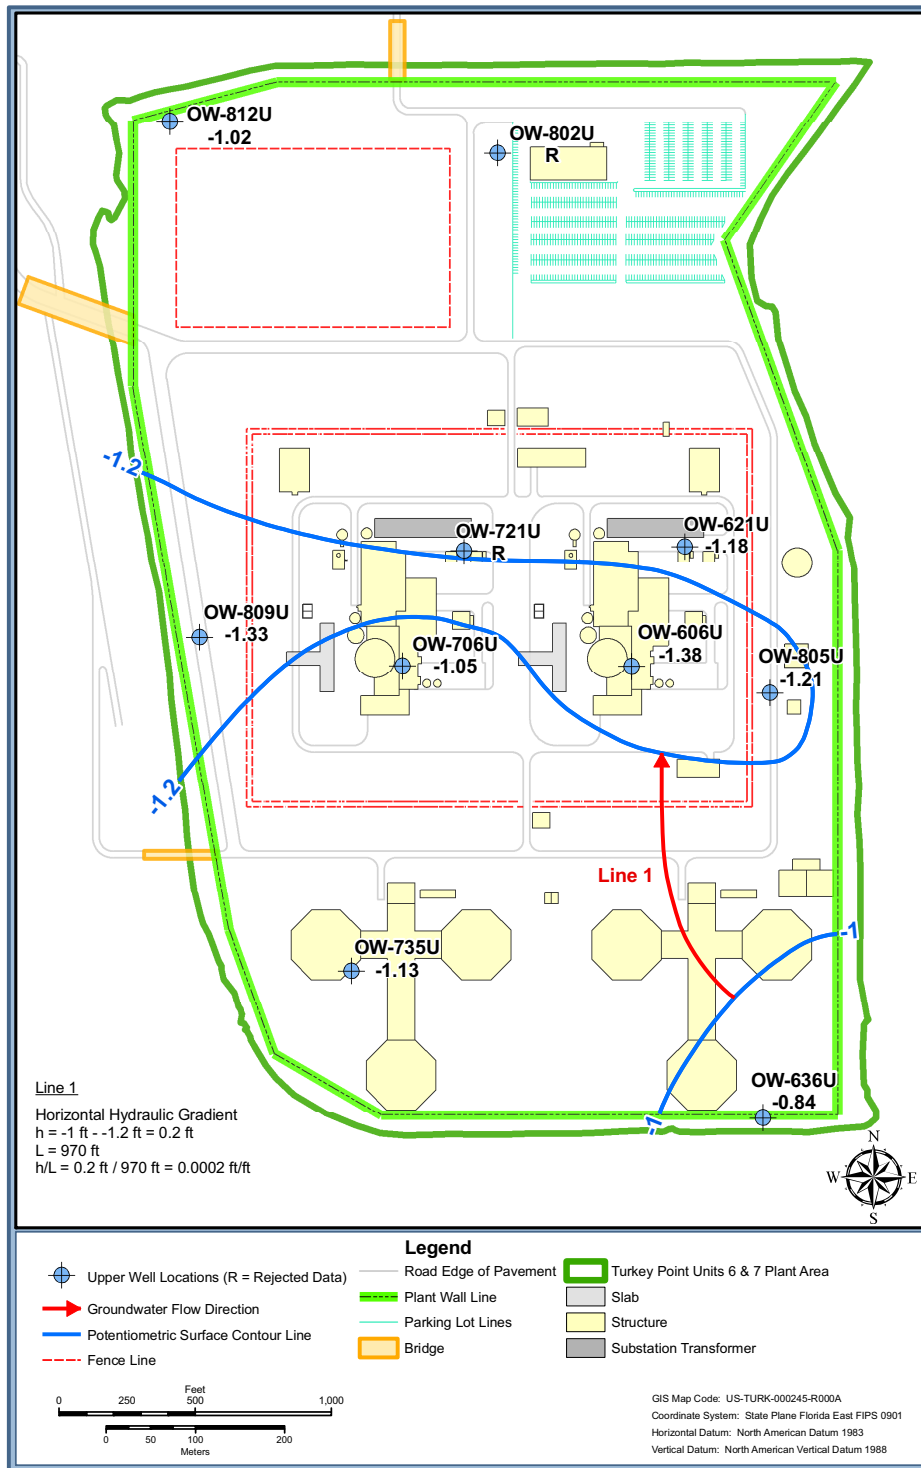 OW-812U
-1.02
OW-802U
R
-1.2
OW-721U
R
OW-621U
-1.18
OW-809U
-1.33
OW-706U
-1.05
OW-606U
-1.38
OW-805U
-1.21
-1.2
Line 1
-1
OW-735U
-1.13
OW-636U
-0.84
-1
Line 1
Horizontal Hydraulic Gradient
h = -1 ft - -1.2 ft = 0.2 ft
L = 970 ft
h/L = 0.2 ft / 970 ft = 0.0002 ft/ft
N
W E
S
Legend
Upper Well Locations (R = Rejected Data)
Groundwater Flow Direction
Potentiometric Surface Contour Line
Fence Line
Road Edge of Pavement
Plant Wall Line
Parking Lot Lines
Bridge
Turkey Point Units 6 & 7 Plant Area
Slab
Structure
Substation Transformer
Feet
0 250 500 1,000
0 50 100 200
Meters
GIS Map Code: US-TURK-000245-R000A
Coordinate System: State Plane Florida East FIPS 0901
Horizontal Datum: North American Datum 1983
Vertical Datum: North American Vertical Datum 1988